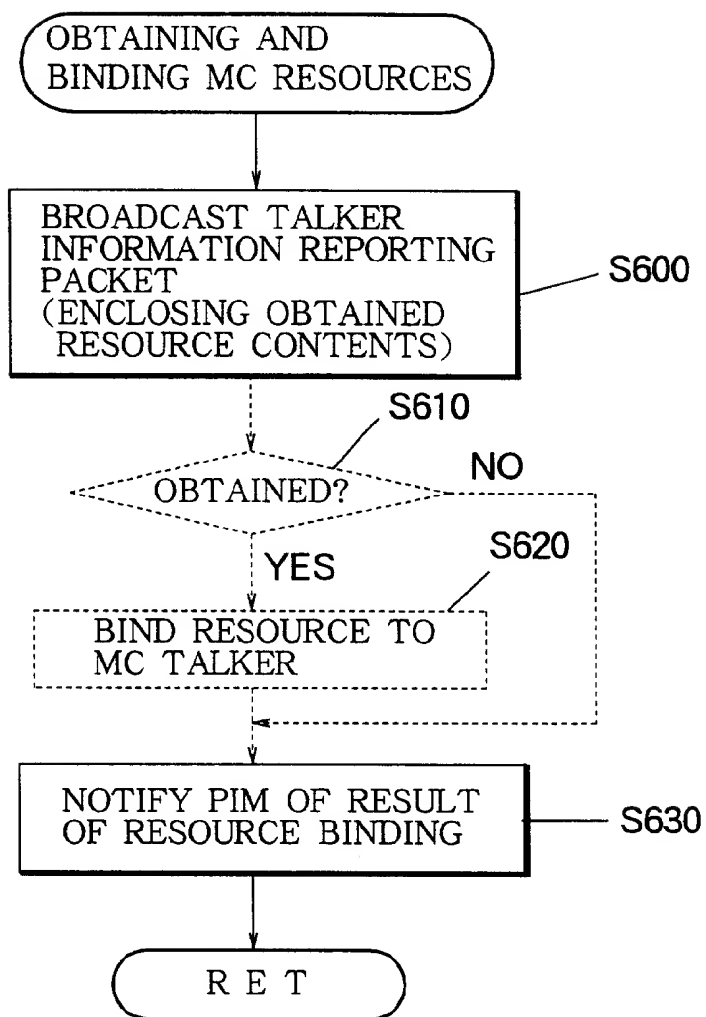 OBTAINING AND
BINDING MC RESOURCES
BROADCAST TALKER
INFORMATION REPORTING
PACKET
(ENCLOSING OBTAINED
RESOURCE CONTENTS)
S600
S610
OBTAINED?
NO
YES
S620
BIND RESOURCE TO
MC TALKER
NOTIFY PIM OF RESULT
OF RESOURCE BINDING
S630
R E T